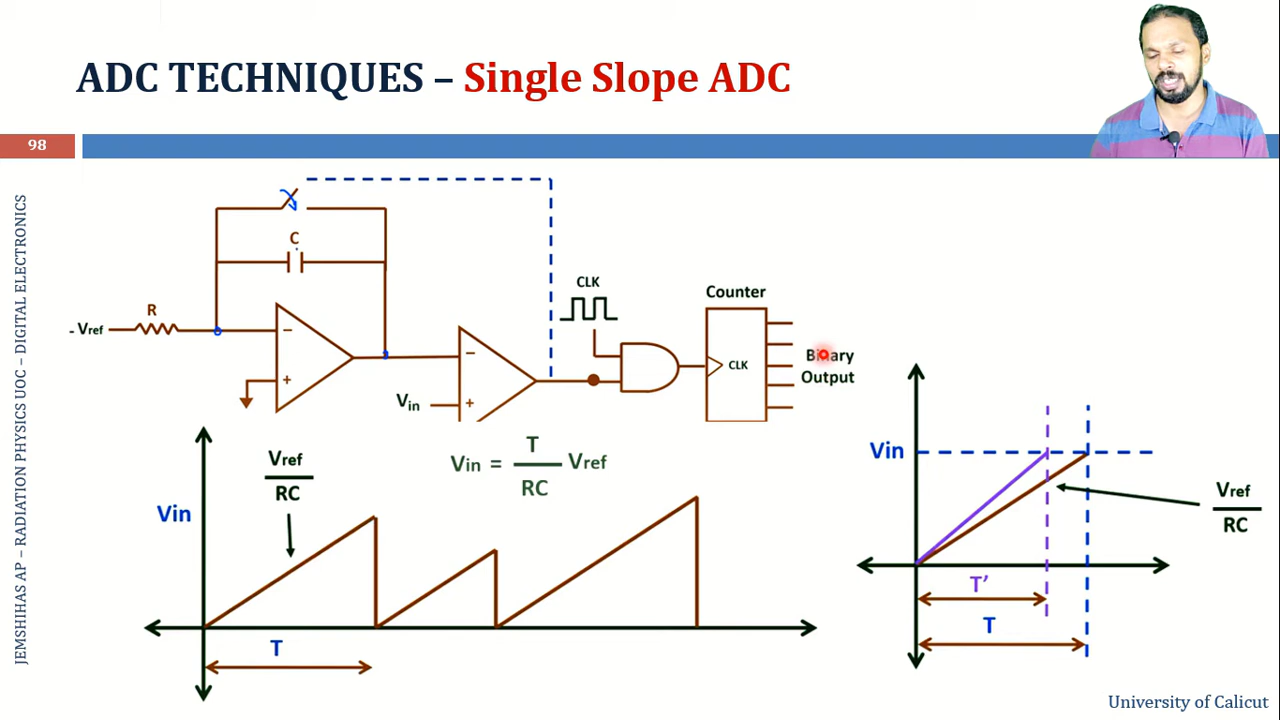 ADC TECHNIQUES – Single Slope ADC
98
JEMSHIHAS AP – RADIATION PHYSICS UOC – DIGITAL ELECTRONICS
C
R
- Vref
−
+
−
+
Vin
CLK
Counter
CLK
Binary
Output
Vref
RC
Vin = T/RC Vref
Vin
T
Vin
Vref
RC
T’
T
University of Calicut